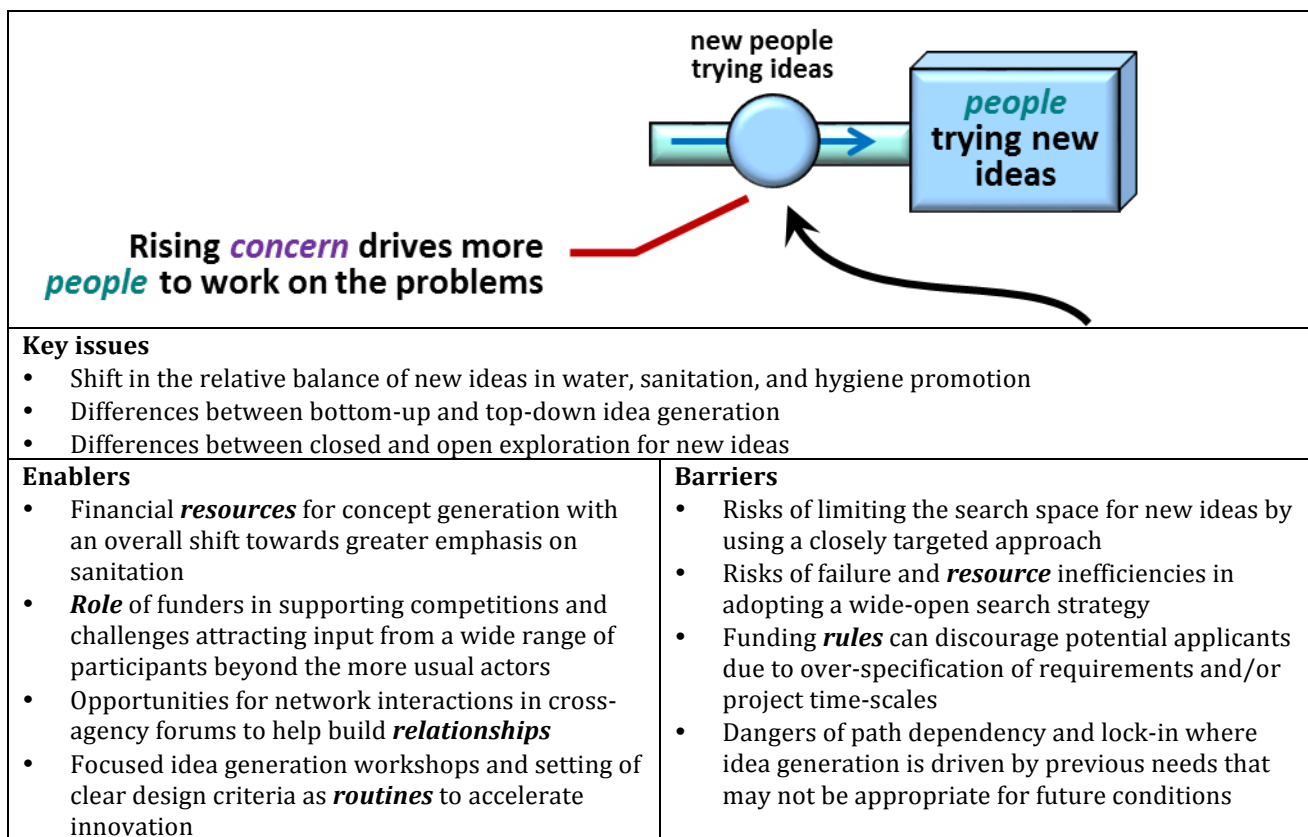 new people
trying ideas
people
trying new
ideas
Rising concern drives more
people to work on the problems
Key issues
• Shift in the relative balance of new ideas in water, sanitation, and hygiene promotion
• Differences between bottom-up and top-down idea generation
• Differences between closed and open exploration for new ideas
Enablers
• Financial resources for concept generation with
an overall shift towards greater emphasis on
sanitation
• Role of funders in supporting competitions and
challenges attracting input from a wide range of
participants beyond the more usual actors
• Opportunities for network interactions in cross-
agency forums to help build relationships
• Focused idea generation workshops and setting of
clear design criteria as routines to accelerate
innovation
Barriers
• Risks of limiting the search space for new ideas by
using a closely targeted approach
• Risks of failure and resource inefficiencies in
adopting a wide-open search strategy
• Funding rules can discourage potential applicants
due to over-specification of requirements and/or
project time-scales
• Dangers of path dependency and lock-in where
idea generation is driven by previous needs that
may not be appropriate for future conditions